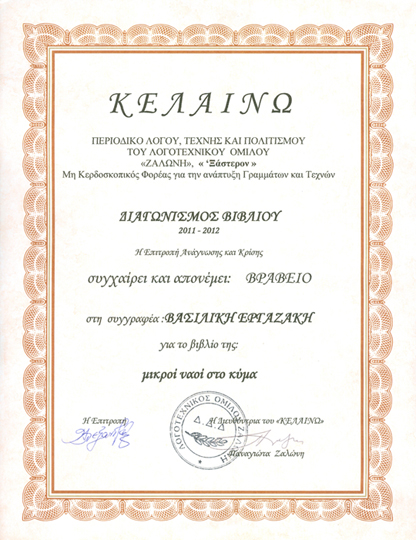 ΚΕΛΑΙΝΩ
ΠΕΡΙΟΔΙΚΟ ΛΟΓΟΥ, ΤΕΧΝΗΣ ΚΑΙ ΠΟΛΙΤΙΣΜΟΥ
ΤΟΥ ΛΟΓΟΤΕΧΝΙΚΟΥ ΟΜΙΛΟΥ
«ΖΑΛΩΝΗ», « ‘Ξάστερον »
Μη Κερδοσκοπικός Φορέας για την ανάπτυξη Γραμμάτων και Τεχνών
ΔΙΑΓΩΝΙΣΜΟΣ ΒΙΒΛΙΟΥ
2011 - 2012
Η Επιτροπή Ανάγνωσης και Κρίσης
συγχαίρει και απονέμει: ΒΡΑΒΕΙΟ
στη συγγραφέα :ΒΑΣΙΛΙΚΗ ΕΡΓΑΖΑΚΗ
για το βιβλίο της:
μικροί ναοί στο κύμα
Η Επιτροπή
Η Διευθύντρια του «ΚΕΛΑΙΝΩ»
ΛΟΓΟΤΕΧΝΙΚΟΣ ΟΜΙΛΟΣ ΖΑΛΩΝΗ
Δ.Δ.Δ
Παναγιώτα Ζαλώνη